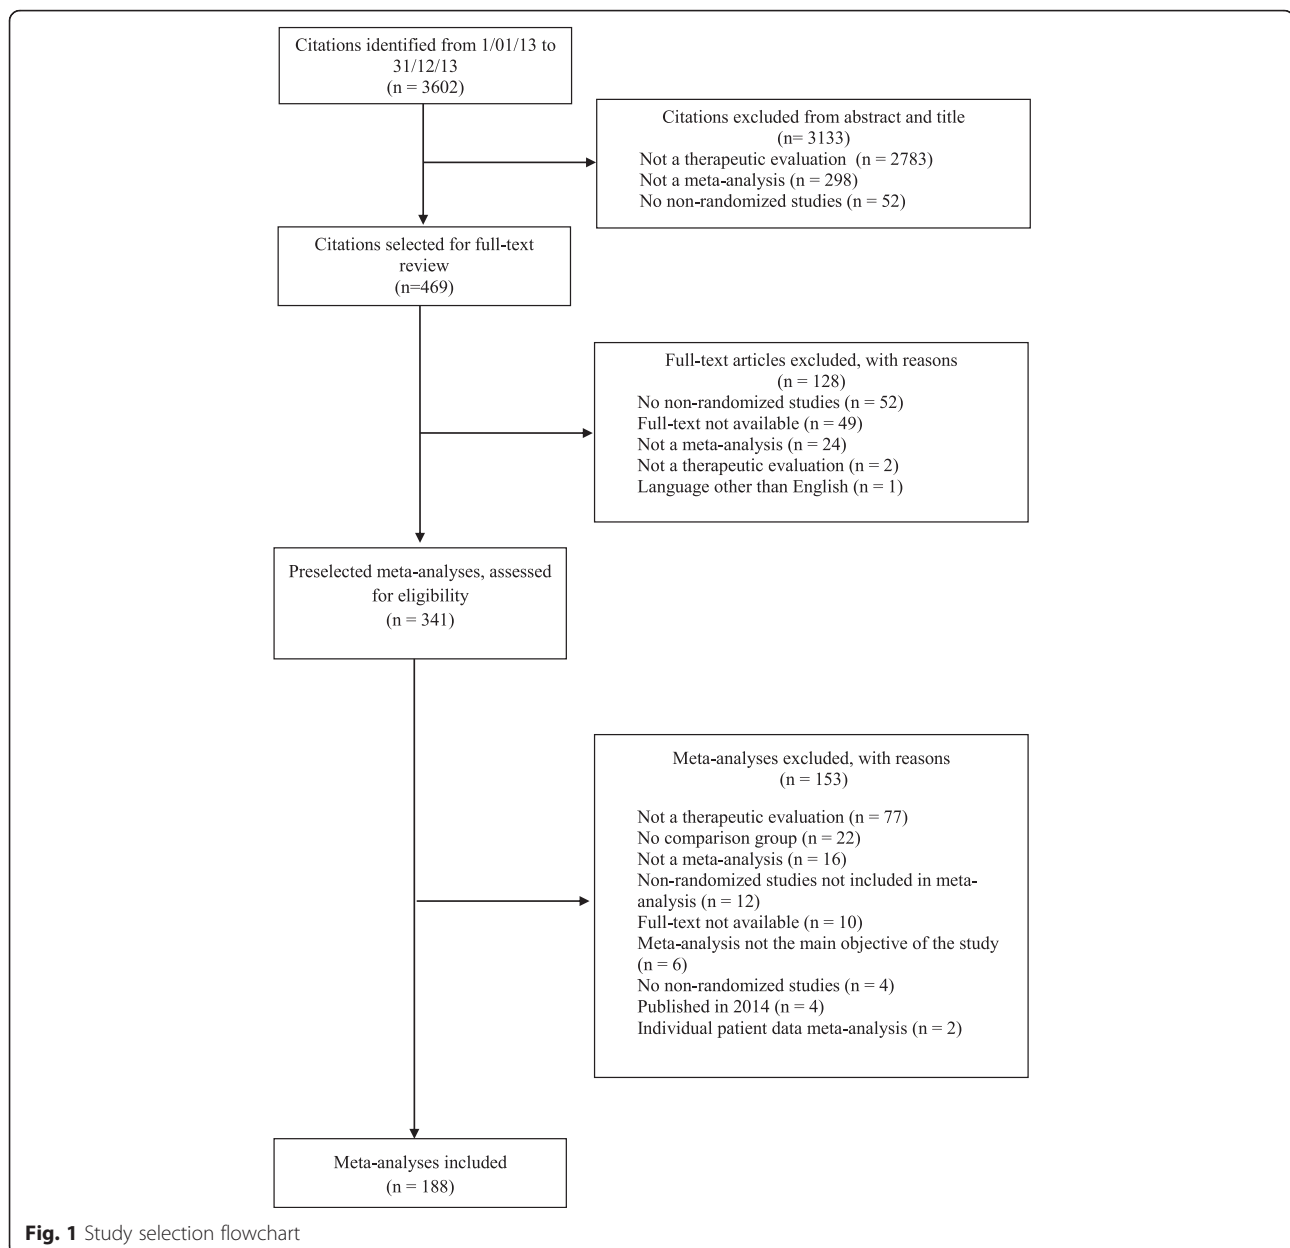 Citations identified from 1/01/13 to
31/12/13
(n = 3602)
Citations excluded from abstract and title
(n= 3133)
Not a therapeutic evaluation (n = 2783)
Not a meta-analysis (n = 298)
No non-randomized studies (n = 52)
Citations selected for full-text
review
(n=469)
Full-text articles excluded, with reasons
(n = 128)
No non-randomized studies (n = 52)
Full-text not available (n = 49)
Not a meta-analysis (n = 24)
Not a therapeutic evaluation (n = 2)
Language other than English (n = 1)
Preselected meta-analyses, assessed
for eligibility
(n = 341)
Meta-analyses excluded, with reasons
(n = 153)
Not a therapeutic evaluation (n = 77)
No comparison group (n = 22)
Not a meta-analysis (n = 16)
Non-randomized studies not included in meta-
analysis (n = 12)
Full-text not available (n = 10)
Meta-analysis not the main objective of the study
(n = 6)
No non-randomized studies (n = 4)
Published in 2014 (n = 4)
Individual patient data meta-analysis (n = 2)
Meta-analyses included
(n = 188)
Fig. 1 Study selection flowchart